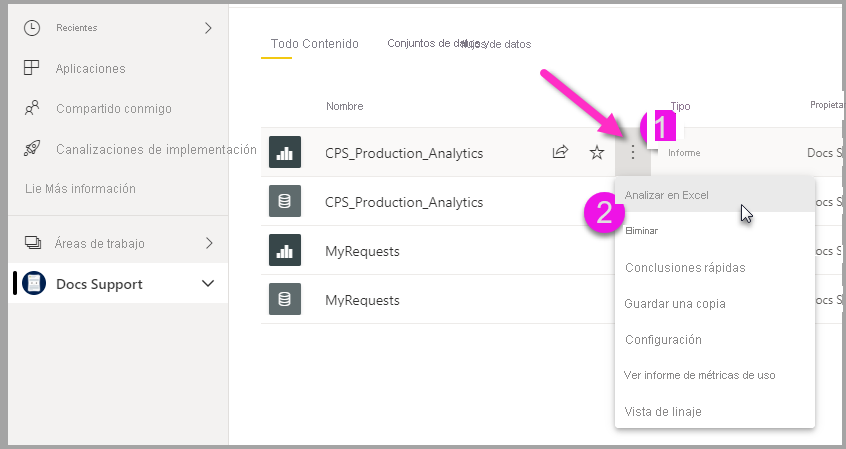 Recientes
Aplicaciones
Compartido conmigo
Canalizaciones de implementación
Lie Más información
Áreas de trabajo
Docs Support
Todo Contenido
Conjuntos de datos y de datos
Nombre
Tipo
Propieta
CPS_Production_Analytics
Informe
Docs S
1
CPS_Production_Analytics
Docs S
MyRequests
Docs S
MyRequests
Docs S
2
Analizar en Excel
Eliminar
Conclusiones rápidas
Guardar una copia
Configuración
Ver informe de métricas de uso
Vista de linaje